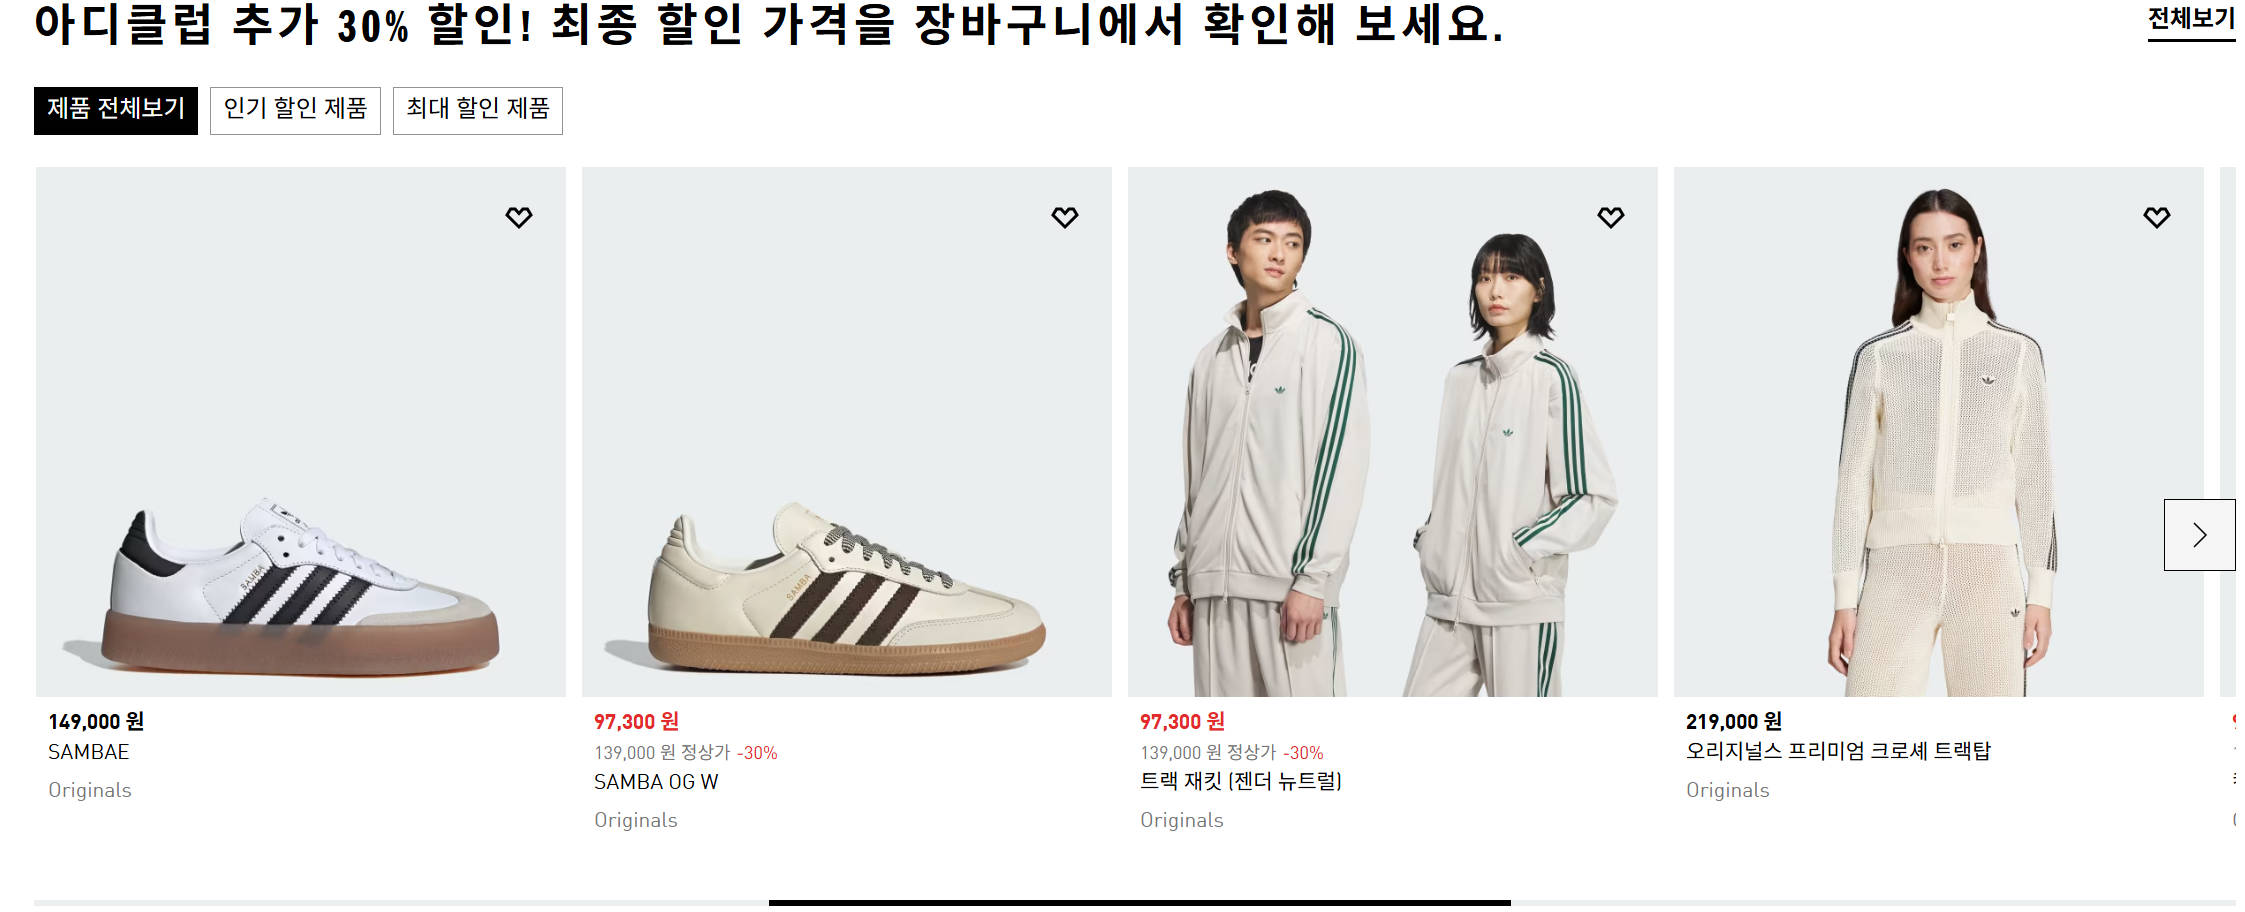 아디클럽 추가 30% 할인! 최종 할인 가격을 장바구니에서 확인해 보세요.
전체보기
제품 전체보기
인기 할인 제품
최대 할인 제품
SAMBA
SAMBA
149,000 원
SAMBAE
Originals
97,300 원
139,000 원 정상가 -30%
SAMBA OG W
Originals
97,300 원
139,000 원 정상가 -30%
트랙 재킷 (젠더 뉴트럴)
Originals
219,000 원
오리지널스 프리미엄 크로셰 트랙탑
Originals